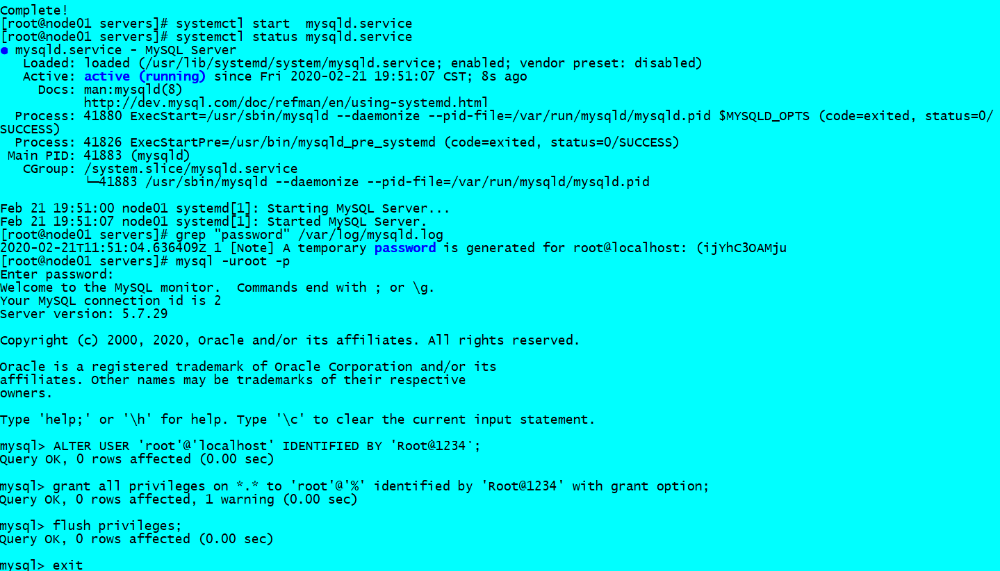 Complete!
[root@node01 servers]# systemctl start  mysqld.service
[root@node01 servers]# systemctl status mysqld.service
● mysqld.service - MySQL Server
   Loaded: loaded (/usr/lib/systemd/system/mysqld.service; enabled; vendor preset: disabled)
   Active: active (running) since Fri 2020-02-21 19:51:07 CST; 8s ago
     Docs: man:mysqld(8)
           http://dev.mysql.com/doc/refman/en/using-systemd.html
  Process: 41880 ExecStart=/usr/sbin/mysqld --daemonize --pid-file=/var/run/mysqld/mysqld.pid $MYSQLD_OPTS (code=exited, status=0/
SUCCESS)
  Process: 41826 ExecStartPre=/usr/bin/mysqld_pre_systemd (code=exited, status=0/SUCCESS)
 Main PID: 41883 (mysqld)
   CGroup: /system.slice/mysqld.service
           └─41883 /usr/sbin/mysqld --daemonize --pid-file=/var/run/mysqld/mysqld.pid

Feb 21 19:51:00 node01 systemd[1]: Starting MySQL Server...
Feb 21 19:51:07 node01 systemd[1]: Started MySQL Server.
[root@node01 servers]# grep "password" /var/log/mysqld.log
2020-02-21T11:51:04.636409Z 1 [Note] A temporary password is generated for root@localhost: (ijYhC3OAMju
[root@node01 servers]# mysql -uroot -p
Enter password:
Welcome to the MySQL monitor.  Commands end with ; or \g.
Your MySQL connection id is 2
Server version: 5.7.29

Copyright (c) 2000, 2020, Oracle and/or its affiliates. All rights reserved.

Oracle is a registered trademark of Oracle Corporation and/or its
affiliates. Other names may be trademarks of their respective
owners.

Type 'help;' or '\h' for help. Type '\c' to clear the current input statement.

mysql> ALTER USER 'root'@'localhost' IDENTIFIED BY 'Root@1234';
Query OK, 0 rows affected (0.00 sec)

mysql> grant all privileges on *.* to 'root'@'%' identified by 'Root@1234' with grant option;
Query OK, 0 rows affected, 1 warning (0.00 sec)

mysql> flush privileges;
Query OK, 0 rows affected (0.00 sec)

mysql> exit